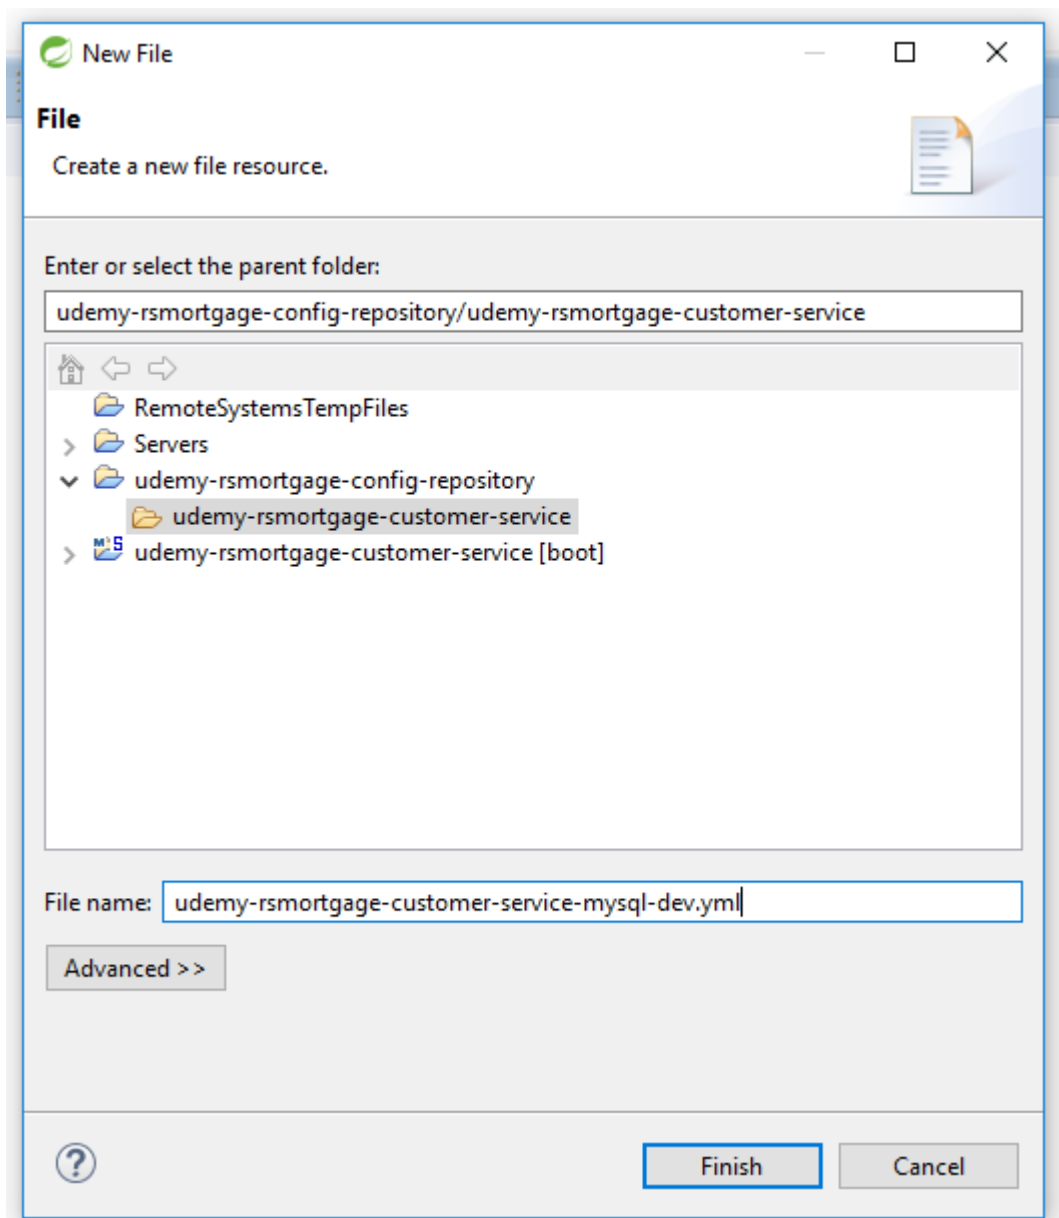 New File
File
Create a new file resource.
Enter or select the parent folder:
udemy-rsmortgage-config-repository/udemy-rsmortgage-customer-service
RemoteSystemsTempFiles
Servers
udemy-rsmortgage-config-repository
udemy-rsmortgage-customer-service
udemy-rsmortgage-customer-service [boot]
File name: udemy-rsmortgage-customer-service-mysql-dev.yml
Advanced >>
Finish Cancel